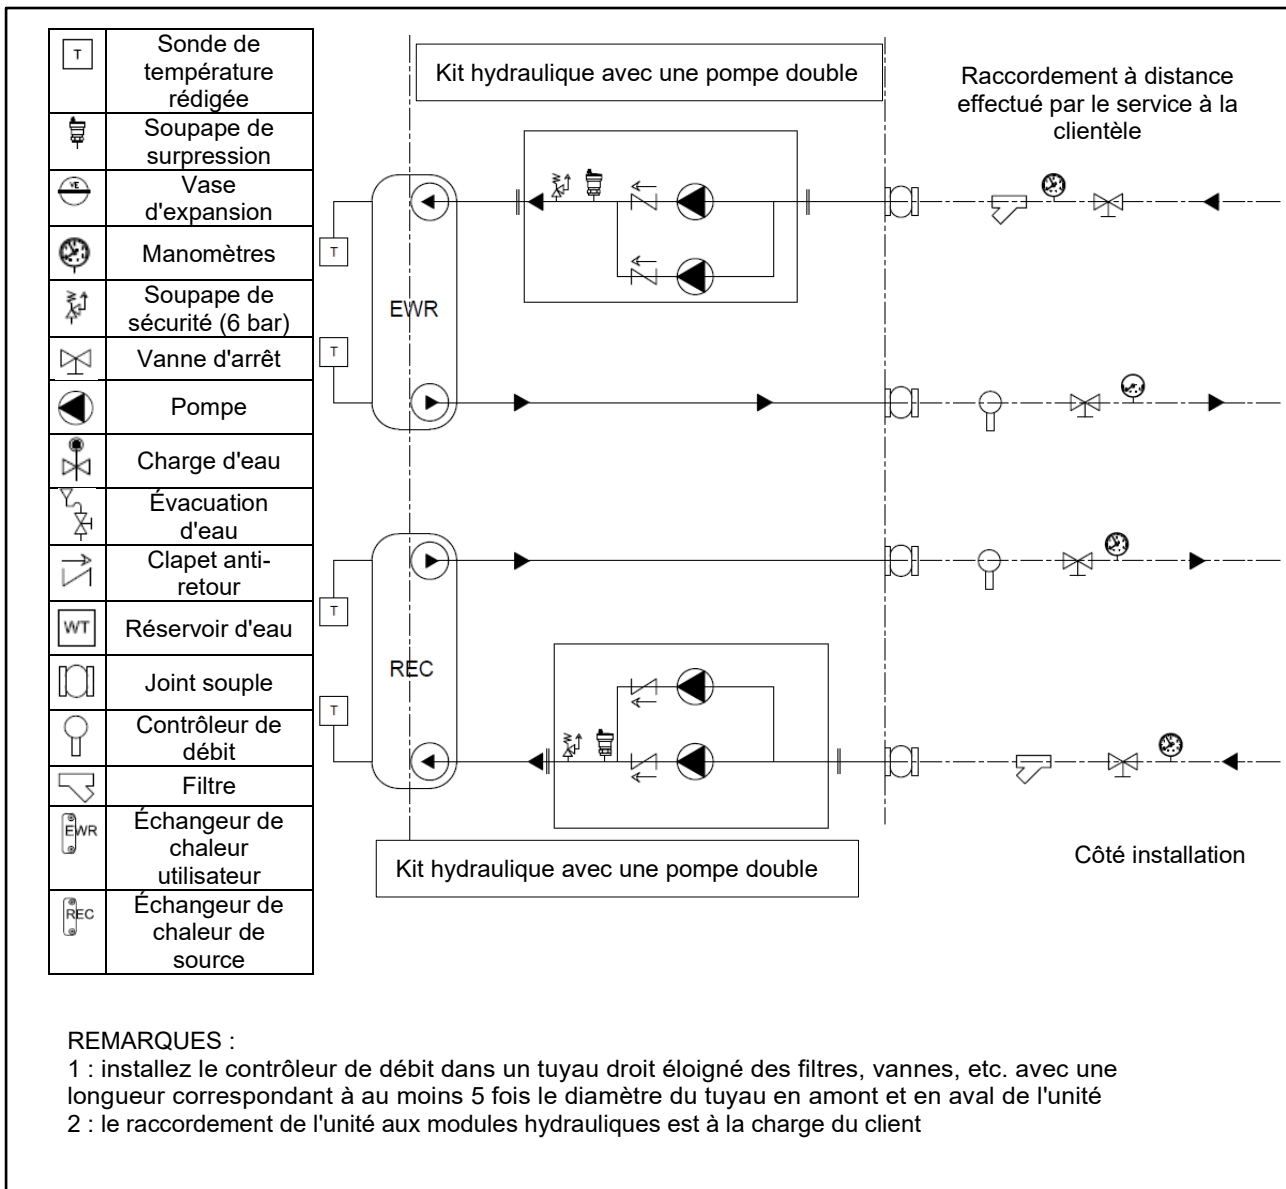 T
Sonde de
température
rédigée
Soupape de
surpression
VE
Vase
d'expansion
Manomètres
Soupape de
sécurité (6 bar)
Vanne d'arrêt
Pompe
Charge d'eau
Évacuation
d'eau
Clapet anti-
retour
WT
Réservoir d'eau
Joint souple
Contrôleur de
débit
Filtre
EWR
Échangeur de
chaleur
utilisateur
REC
Échangeur de
chaleur de
source
Kit hydraulique avec une pompe double
Raccordement à distance
effectué par le service à la
clientèle
T
EWR
T
T
REC
T
Kit hydraulique avec une pompe double
Côté installation
REMARQUES :
1 : installez le contrôleur de débit dans un tuyau droit éloigné des filtres, vannes, etc. avec une
longueur correspondant à au moins 5 fois le diamètre du tuyau en amont et en aval de l'unité
2 : le raccordement de l'unité aux modules hydrauliques est à la charge du client